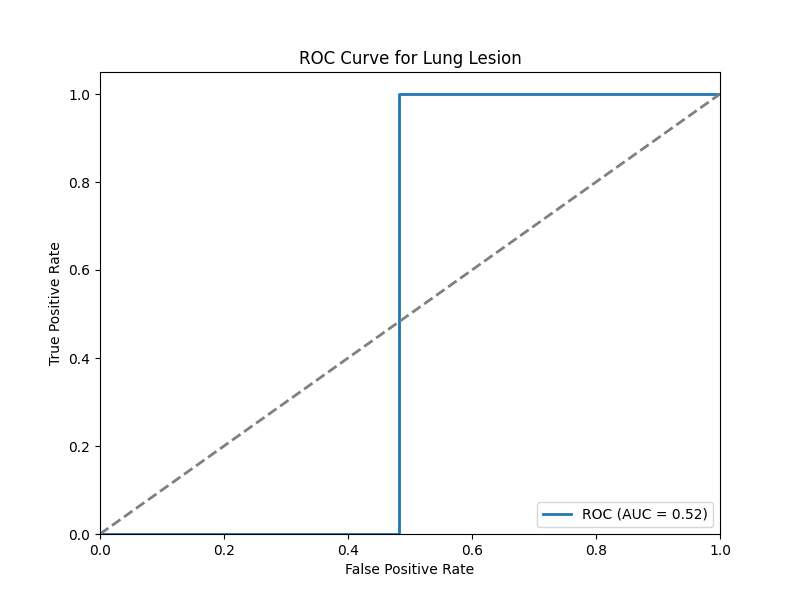 ROC Curve for Lung Lesion
True Positive Rate
1.0
0.8
0.6
0.4
0.2
0.0
0.0 0.2 0.4 0.6 0.8 1.0
False Positive Rate
ROC (AUC = 0.52)